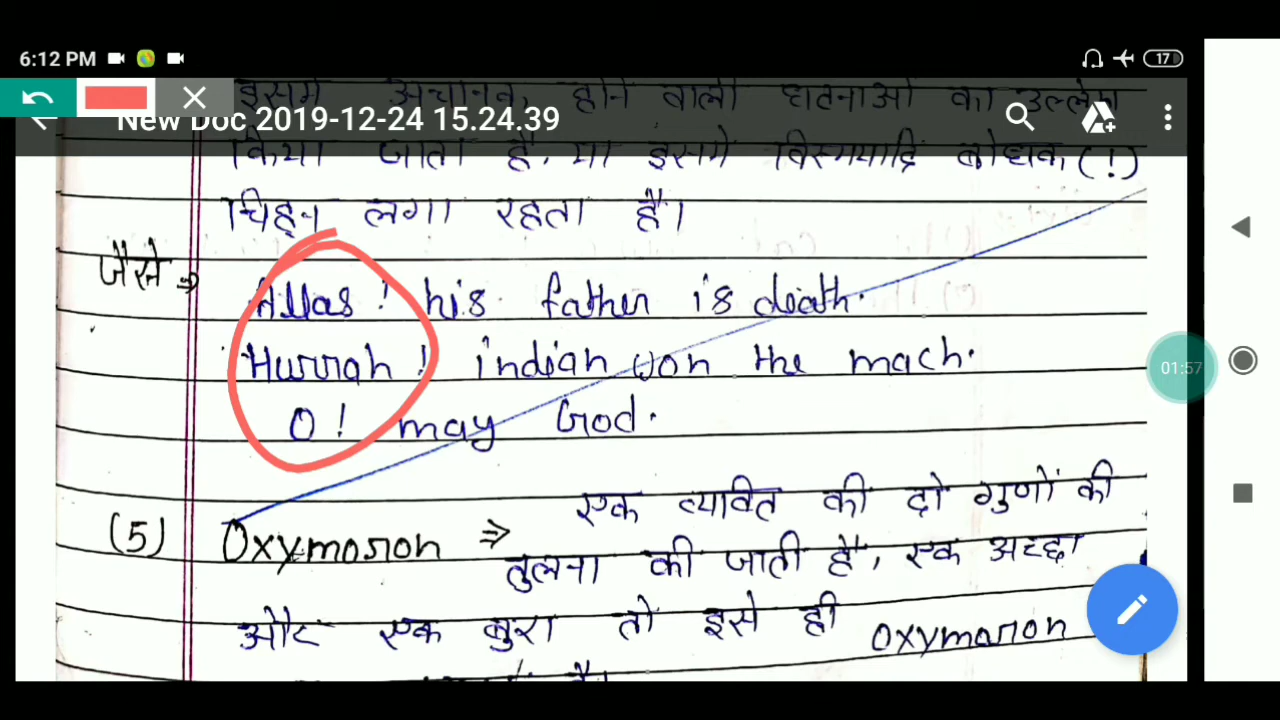 6:12 PM
17
New Doc 2019-12-24 15.24.39
इसमे अचानक होने वाली घटनाओ का उल्लेख
किया जाता है, या इसमे विस्मयादि बोधक (!)
चिह्न लगा रहता है।
जैसे ⇒
Allas! his father is death.
Hurrah! indian won the mach.
01:57
O! may God.
(5) Oxymoron ⇒ एक व्यक्ति की दो गुणों की
तुलना की जाती है, एक अच्छा
और एक बुरा तो इसे ही oxymoron